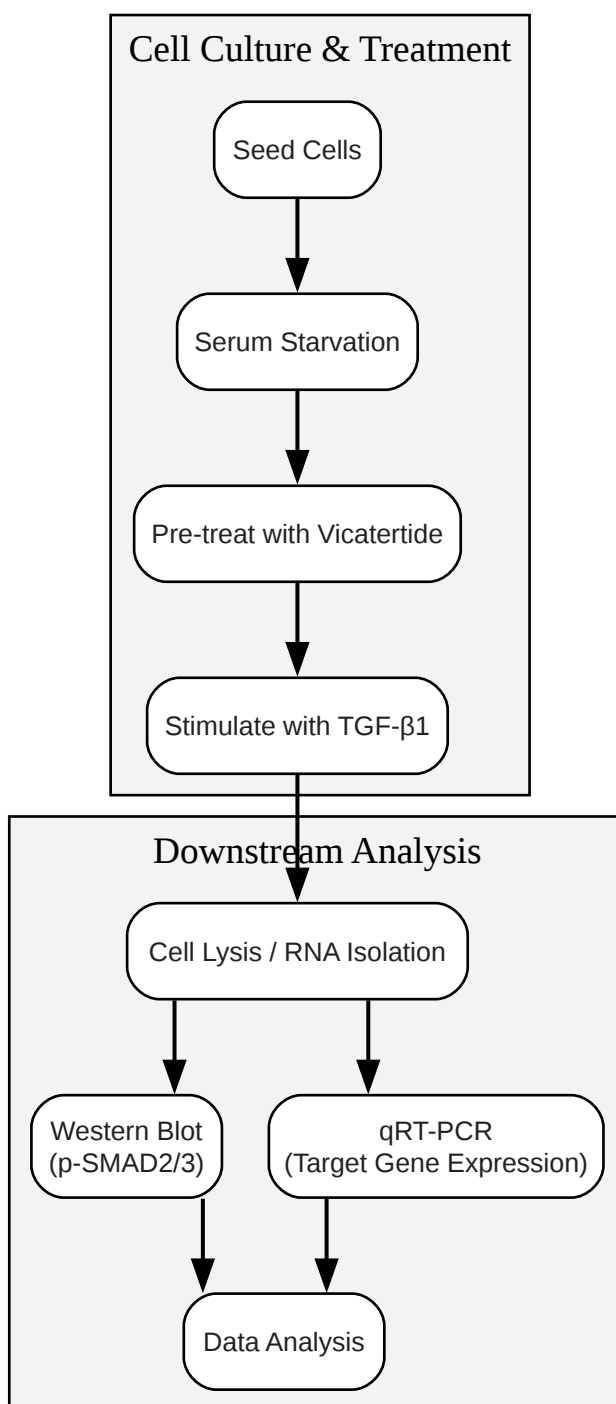 Cell Culture & Treatment
Seed Cells
Serum Starvation
Pre-treat with Vicatertide
Stimulate with TGF-β1
Downstream Analysis
Cell Lysis / RNA Isolation
Western Blot
(p-SMAD2/3)
qRT-PCR
(Target Gene Expression)
Data Analysis